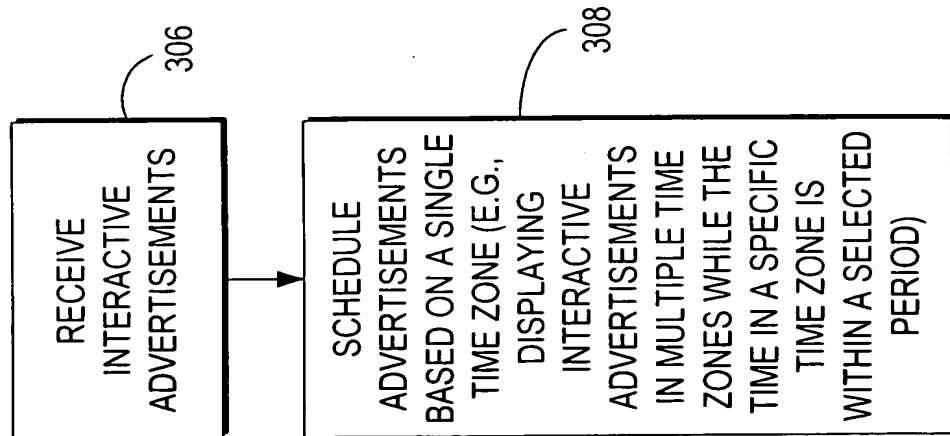 RECEIVE
INTERACTIVE
ADVERTISEMENTS
306
SCHEDULE
ADVERTISEMENTS
BASED ON A SINGLE
TIME ZONE (E.G.,
DISPLAYING
INTERACTIVE
ADVERTISEMENTS
IN MULTIPLE TIME
ZONES WHILE THE
TIME IN A SPECIFIC
TIME ZONE IS
WITHIN A SELECTED
PERIOD)
308